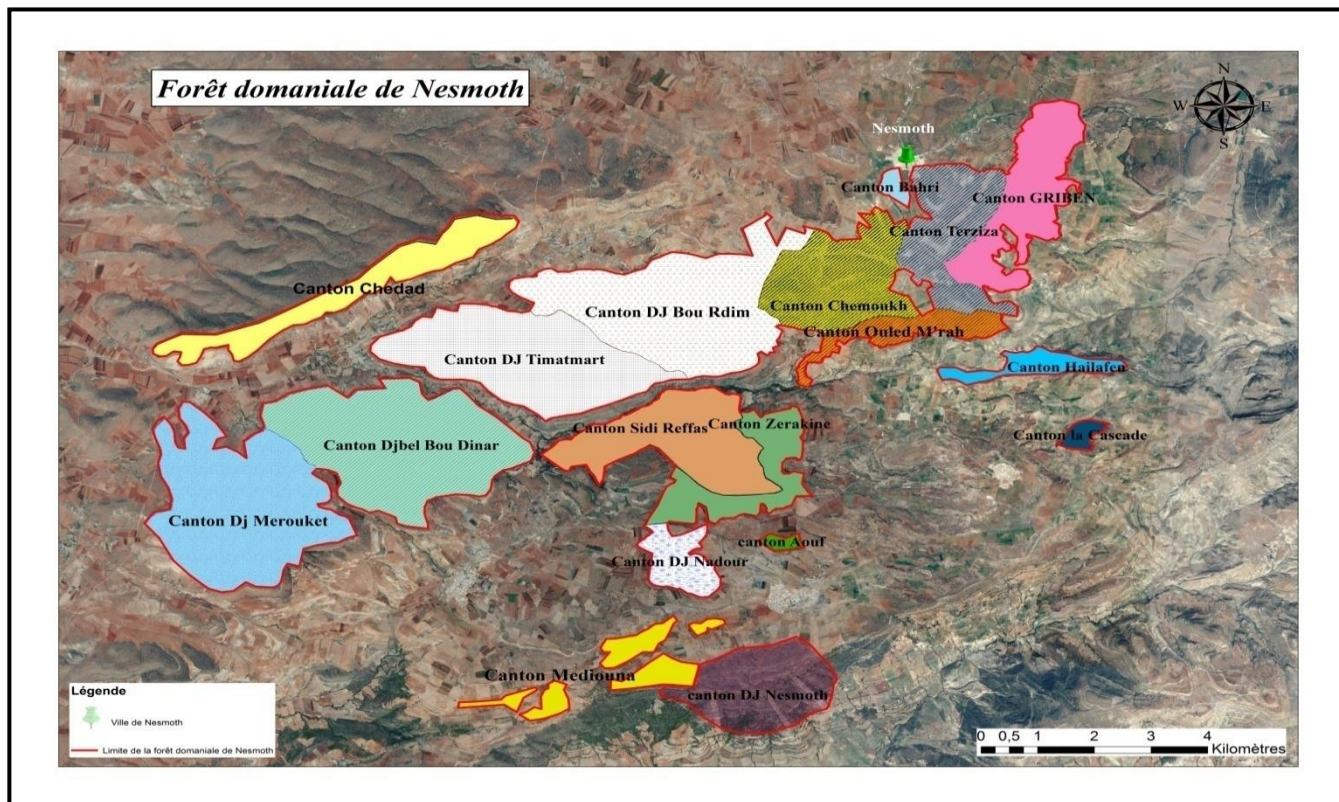 Forêt domaniale de Nesmoth
N
W E
S
Nesmoth
Canton Bahri
Canton GRIBEN
Canton Terziza
Canton Chedad
Canton DJ Bou Rdim
Canton Chemoukh
Canton Ouled M'rah
Canton DJ Timatmart
Canton Hailafen
Canton Sidi Reffas
Canton Zerakine
Canton la Cascade
Canton Djbel Bou Dinar
Canton Dj Merouket
canton Aouf
Canton DJ Nadour
Canton Mediouna
canton DJ Nesmoth
Légende
Ville de Nesmoth
Limite de la forêt domaniale de Nesmoth
0 0,5 1 2 3 4
Kilomètres